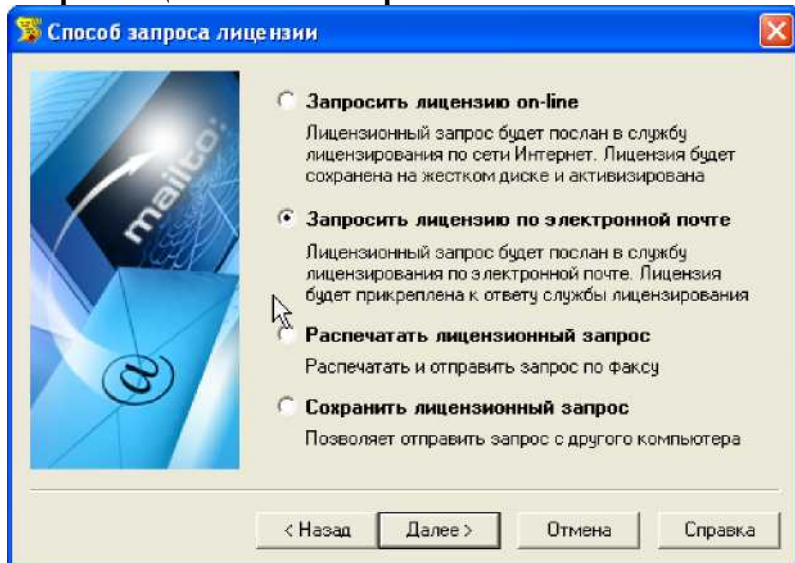 Способ запроса лицензии
mailto:
@
Запросить лицензию on-line
Лицензионный запрос будет послан в службу
лицензирования по сети Интернет. Лицензия будет
сохранена на жестком диске и активизирована
Запросить лицензию по электронной почте
Лицензионный запрос будет послан в службу
лицензирования по электронной почте. Лицензия
будет прикреплена к ответу службы лицензирования
Распечатать лицензионный запрос
Распечатать и отправить запрос по факсу
Сохранить лицензионный запрос
Позволяет отправить запрос с другого компьютера
< Назад
Далее >
Отмена
Справка